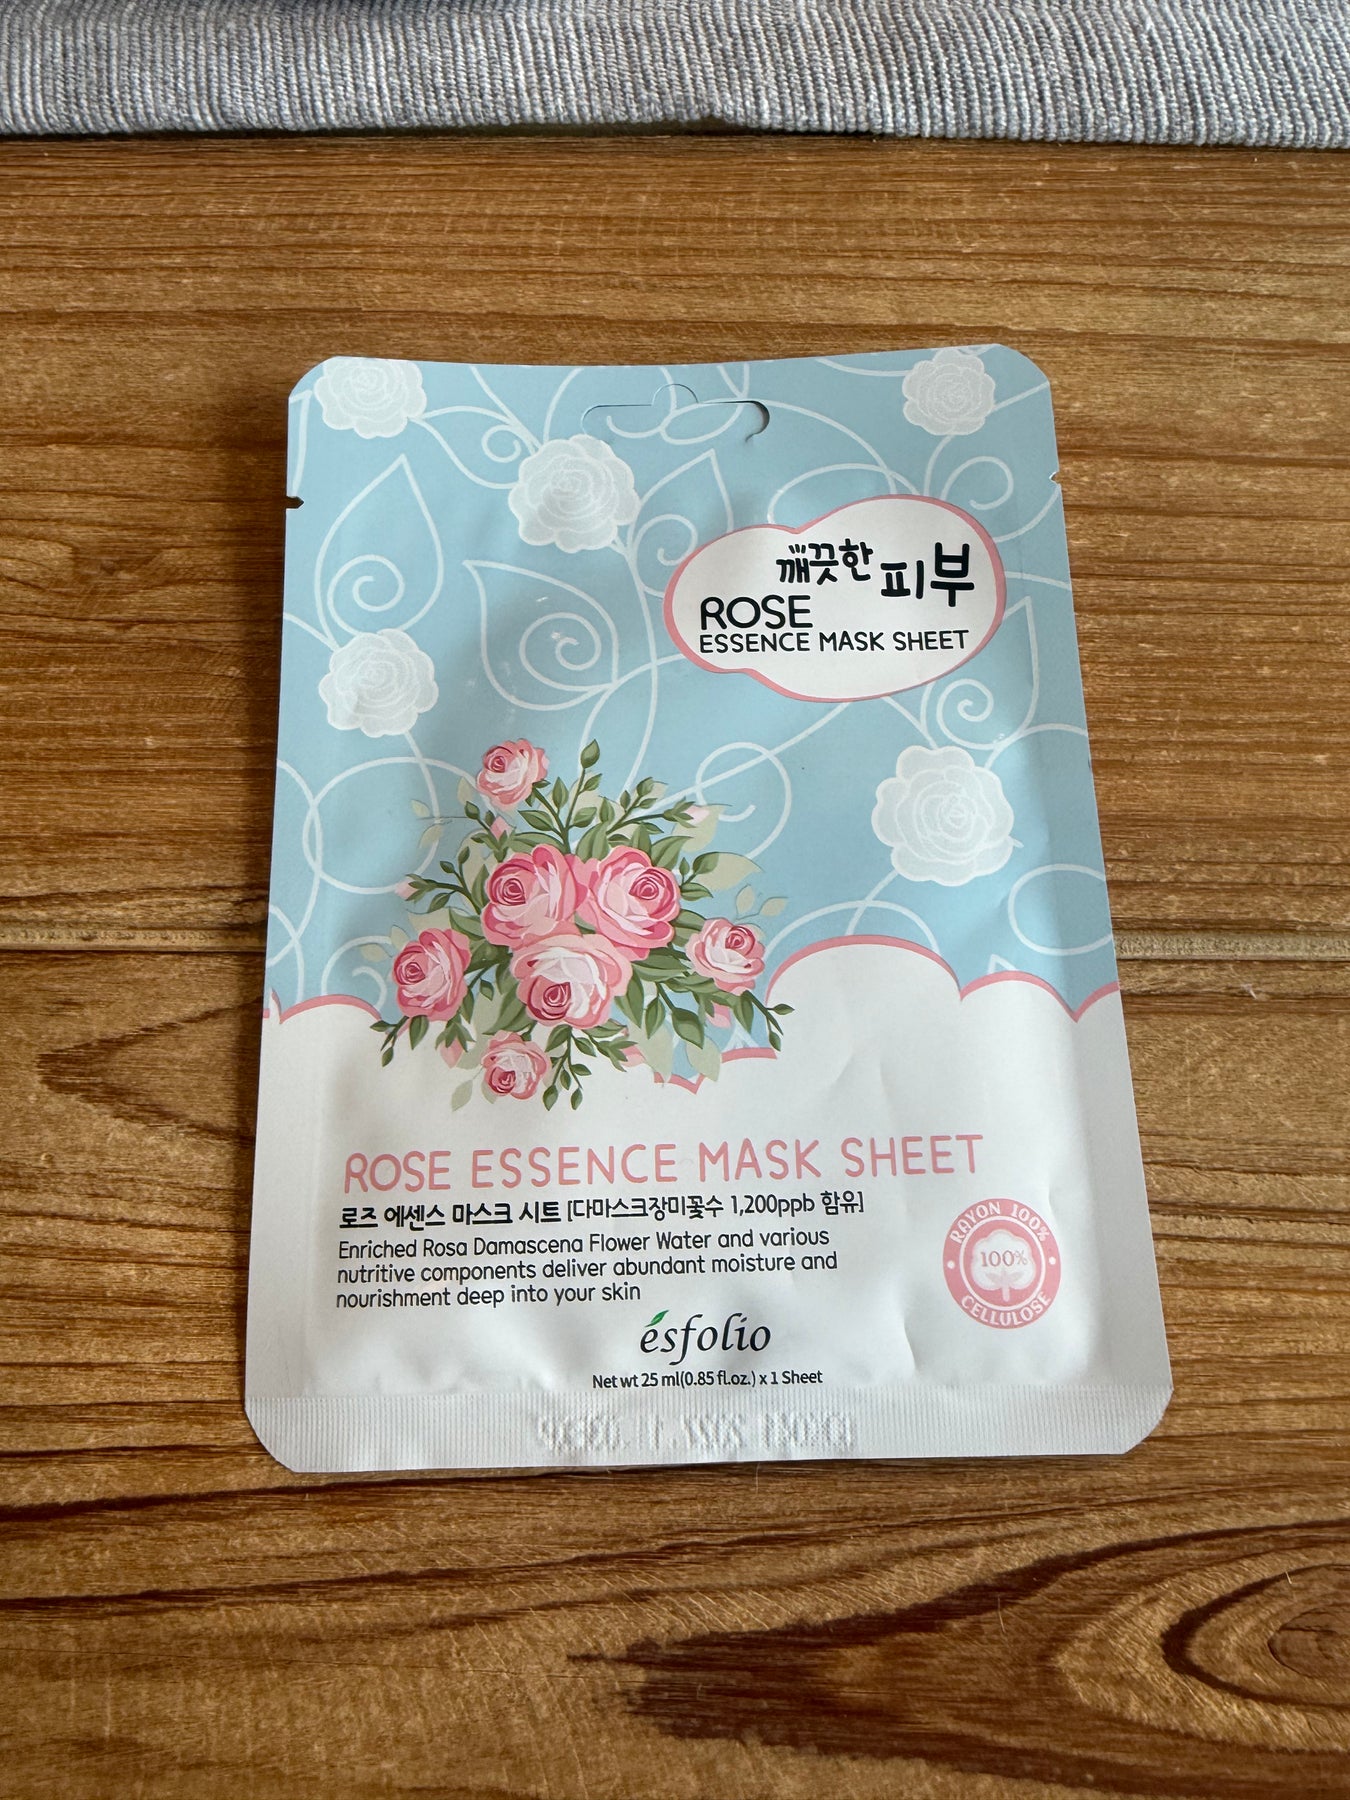 깨끗한 피부
ROSE
ESSENCE MASK SHEET
ROSE ESSENCE MASK SHEET
로즈 에센스 마스크 시트 [다마스크장미꽃수 1,200ppb 함유]
Enriched Rosa Damascena Flower Water and various
nutritive components deliver abundant moisture and
nourishment deep into your skin
RAYON 100%
100%
CELLULOSE
ésfolio
Net wt 25 ml(0.85 fl.oz.) x 1 Sheet